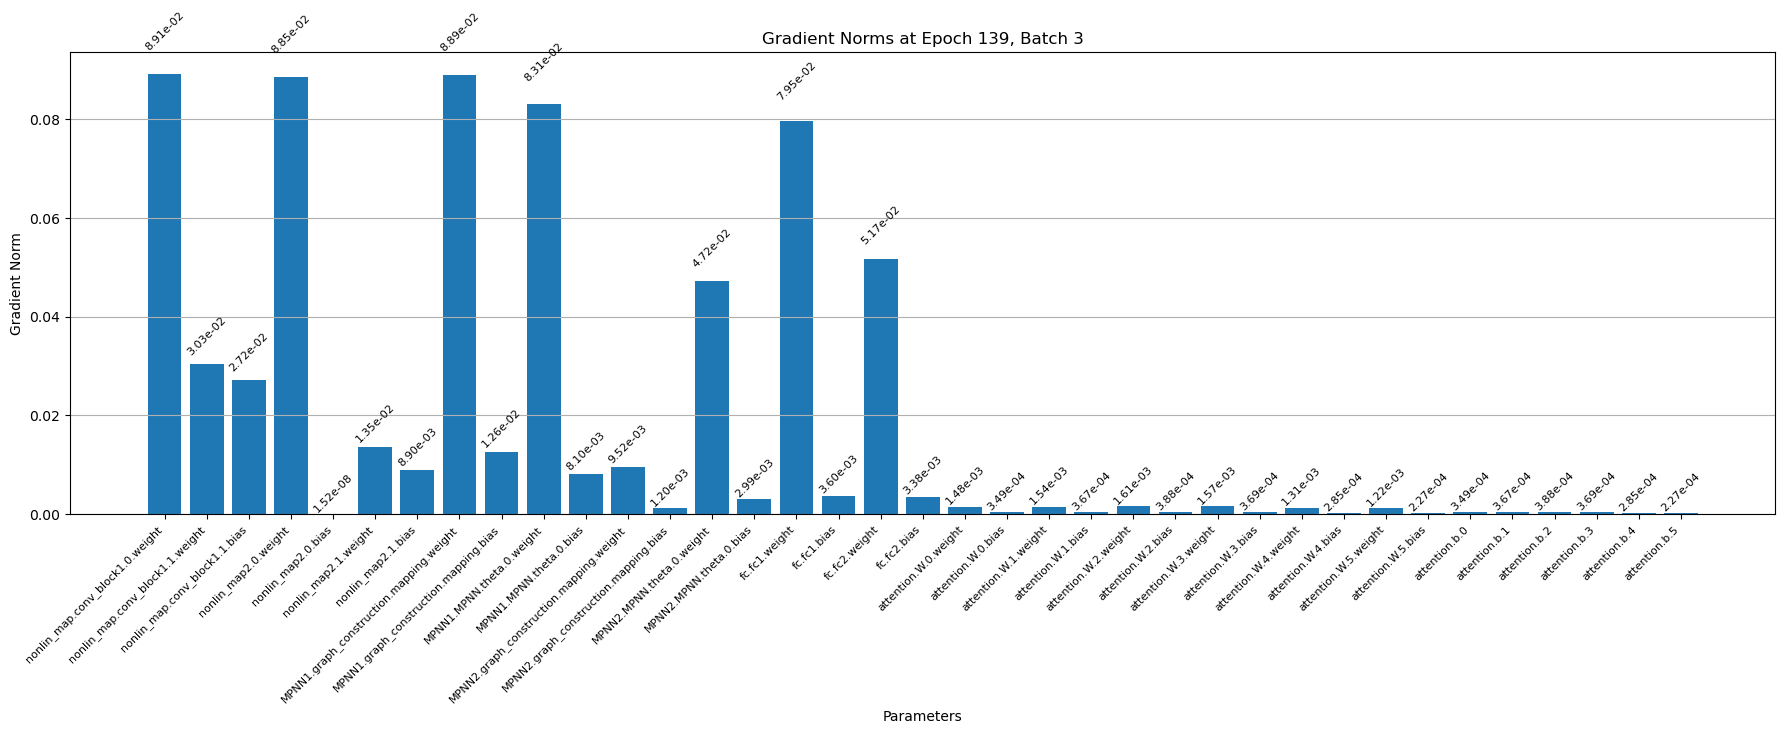 Gradient Norms at Epoch 139, Batch 3
Gradient Norm
0.08
0.06
0.04
0.02
0.00
8.91e-02
3.03e-02
2.72e-02
8.85e-02
1.52e-08
1.35e-02
8.90e-03
8.89e-02
1.26e-02
8.31e-02
8.10e-03
9.52e-03
1.20e-03
4.72e-02
2.99e-03
7.95e-02
3.60e-03
5.17e-02
3.38e-03
1.48e-03
3.49e-04
1.54e-03
3.67e-04
1.61e-03
3.88e-04
1.57e-03
3.69e-04
1.31e-03
2.85e-04
1.22e-03
2.27e-04
3.49e-04
3.67e-04
3.88e-04
3.69e-04
2.85e-04
2.27e-04
nonlin_map.conv_block1.0.weight
nonlin_map.conv_block1.1.weight
nonlin_map.conv_block1.1.bias
nonlin_map2.0.weight
nonlin_map2.0.bias
nonlin_map2.1.weight
nonlin_map2.1.bias
MPNN1.graph_construction.mapping.weight
MPNN1.graph_construction.mapping.bias
MPNN1.MPNN.theta.0.weight
MPNN1.MPNN.theta.0.bias
MPNN2.graph_construction.mapping.weight
MPNN2.graph_construction.mapping.bias
MPNN2.MPNN.theta.0.weight
MPNN2.MPNN.theta.0.bias
fc.fc1.weight
fc.fc1.bias
fc.fc2.weight
fc.fc2.bias
attention.W.0.weight
attention.W.0.bias
attention.W.1.weight
attention.W.1.bias
attention.W.2.weight
attention.W.2.bias
attention.W.3.weight
attention.W.3.bias
attention.W.4.weight
attention.W.4.bias
attention.W.5.weight
attention.W.5.bias
attention.b.0
attention.b.1
attention.b.2
attention.b.3
attention.b.4
attention.b.5
Parameters